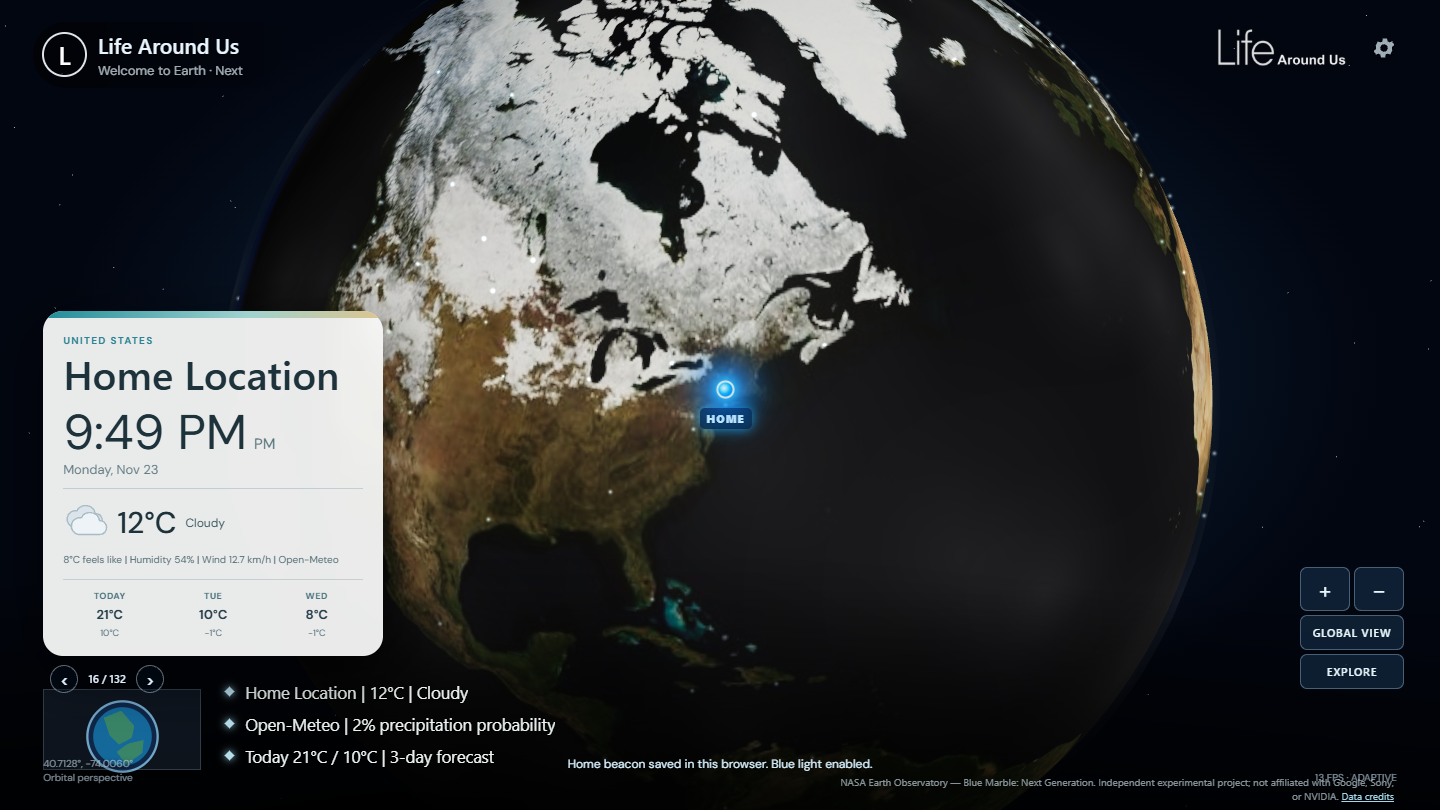 L
Life Around Us
Welcome to Earth · Next
Life Around Us
UNITED STATES
Home Location
9:49 PM PM
Monday, Nov 23
12°C Cloudy
8°C feels like | Humidity 54% | Wind 12.7 km/h | Open-Meteo
TODAY TUE WED
21°C 10°C 8°C
10°C -1°C -1°C
HOME
+ −
GLOBAL VIEW
EXPLORE
‹ 16 / 132 ›
Home Location | 12°C | Cloudy
Open-Meteo | 2% precipitation probability
Today 21°C / 10°C | 3-day forecast
40.7128°, -74.0060°
Orbital perspective
Home beacon saved in this browser. Blue light enabled.
13 FPS · ADAPTIVE
NASA Earth Observatory — Blue Marble: Next Generation. Independent experimental project; not affiliated with Google, Sony,
or NVIDIA. Data credits